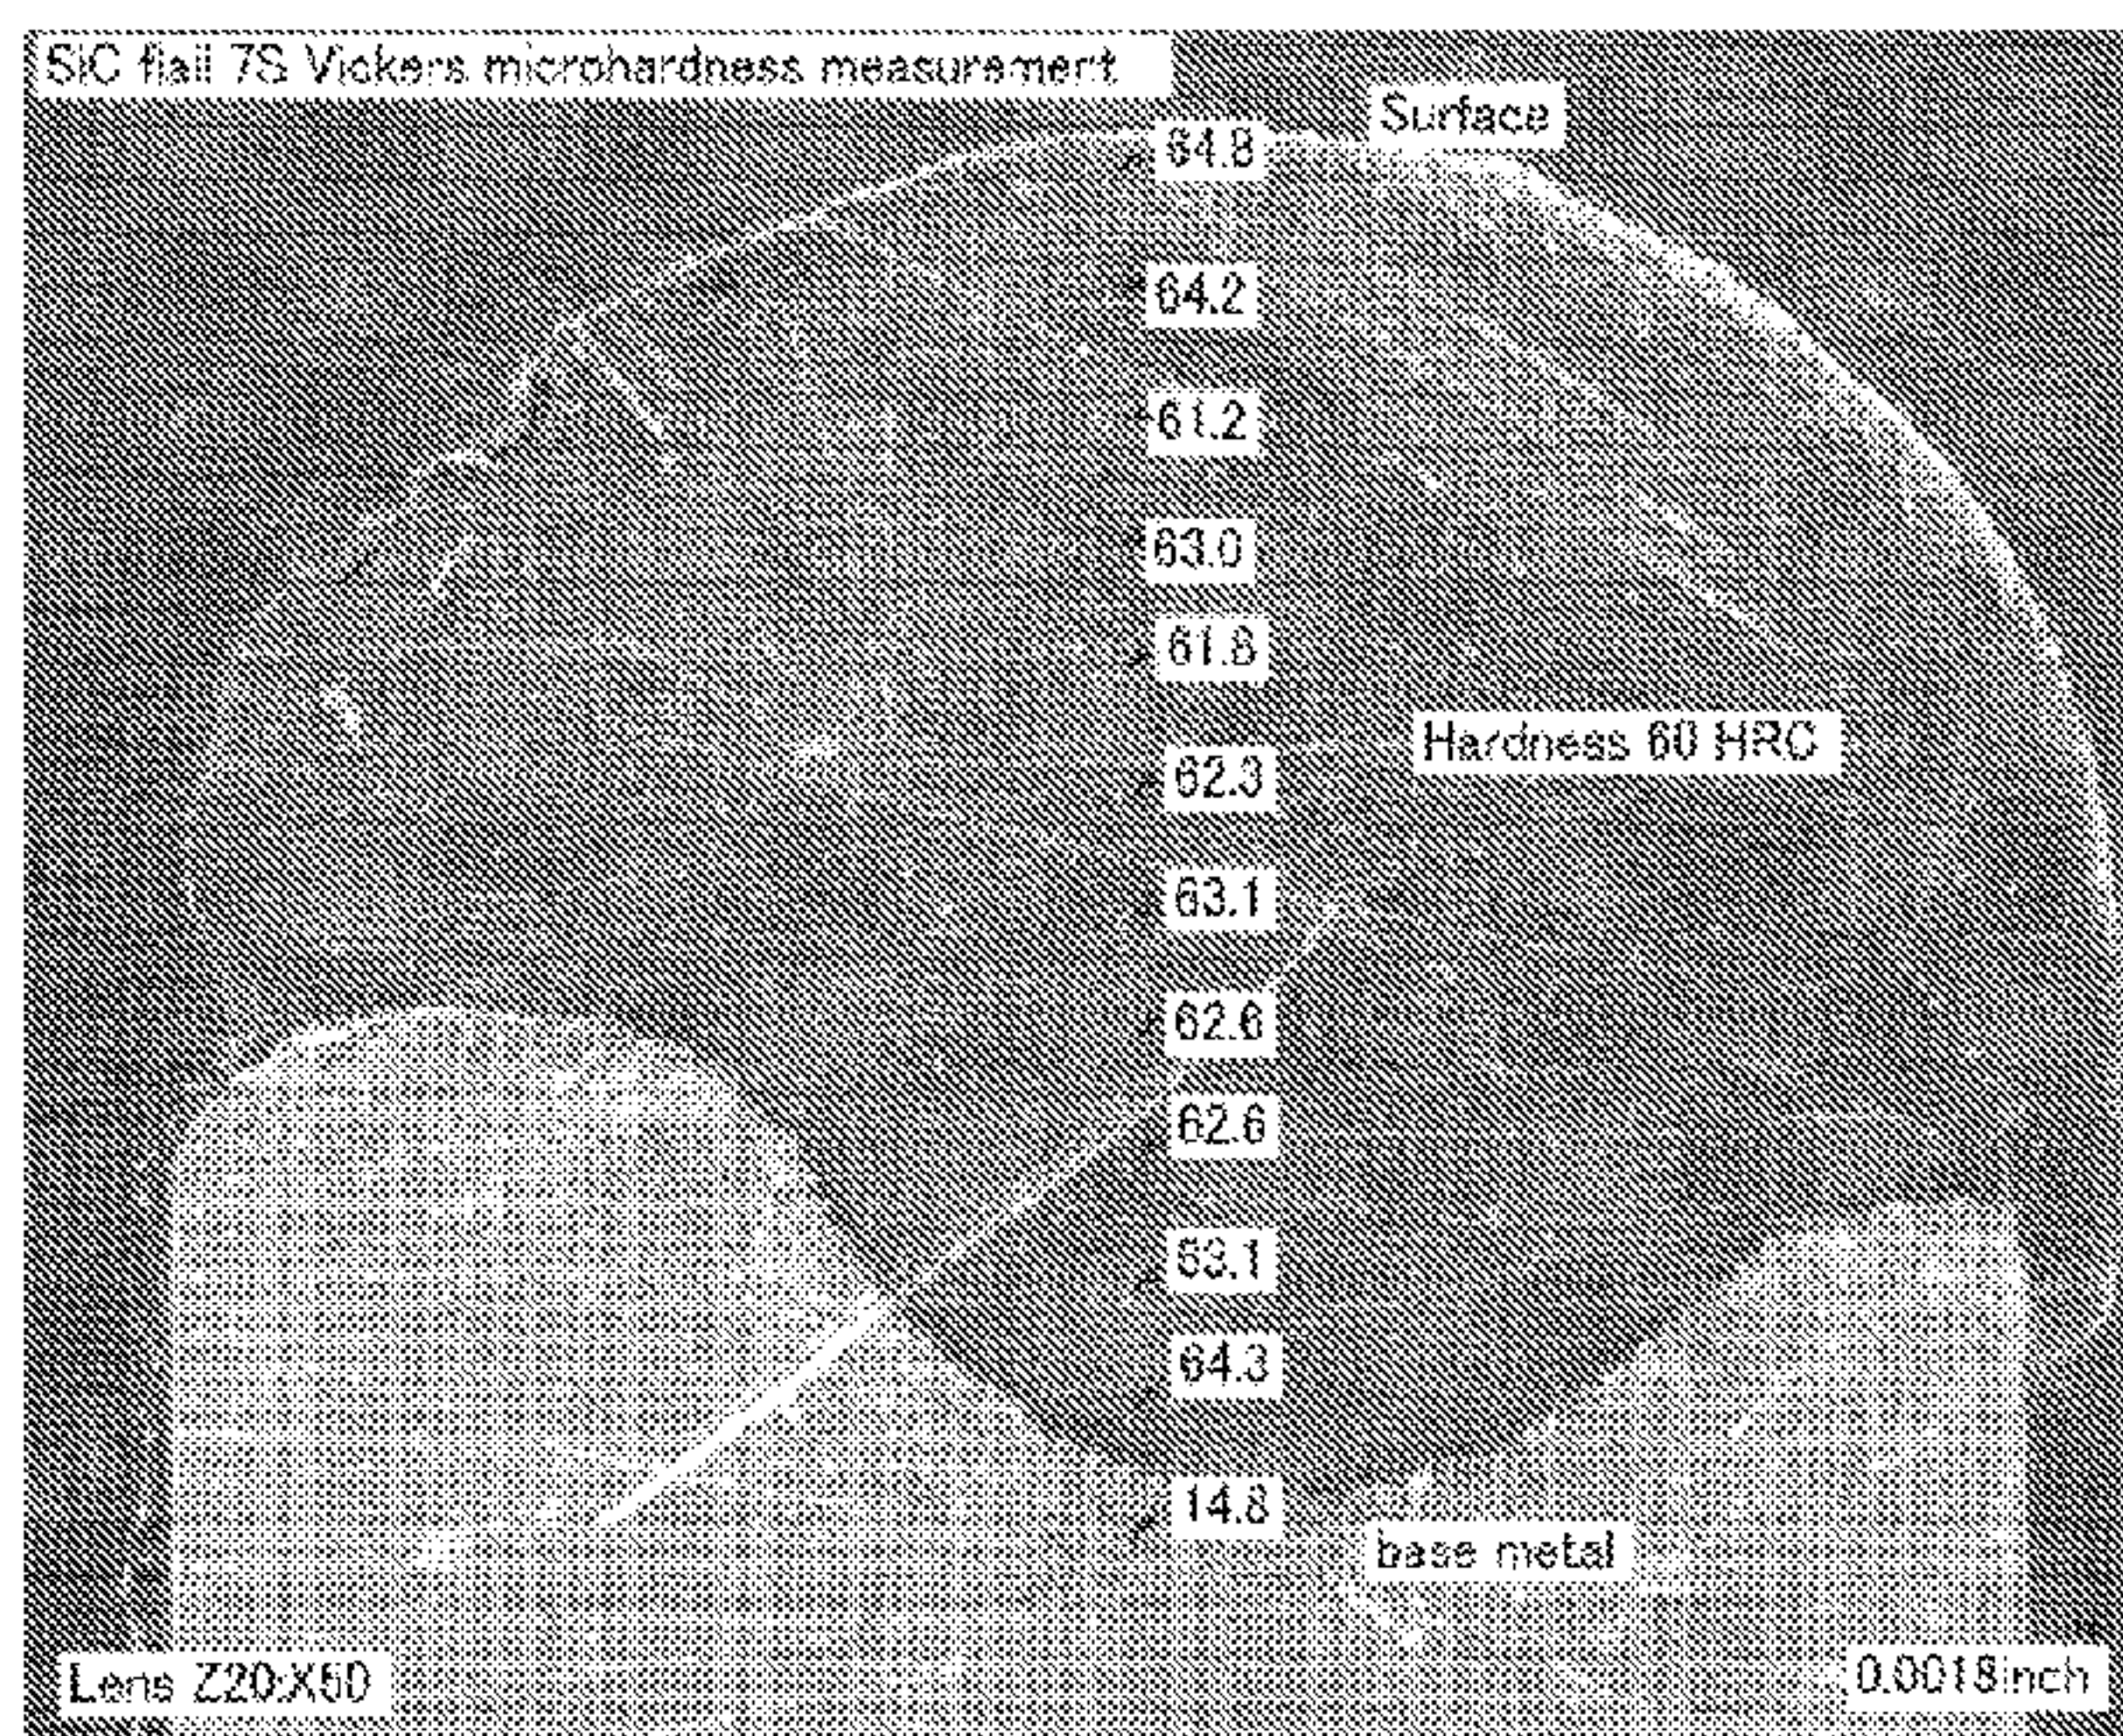 SiC flail 7S Vickers microhardness measurement
Surface
64.8
64.2
61.2
63.0
61.8
62.3
Hardness 60 HRC
63.1
62.6
62.6
63.1
64.3
14.8
base metal
Lens Z20:X50
0.0018inch